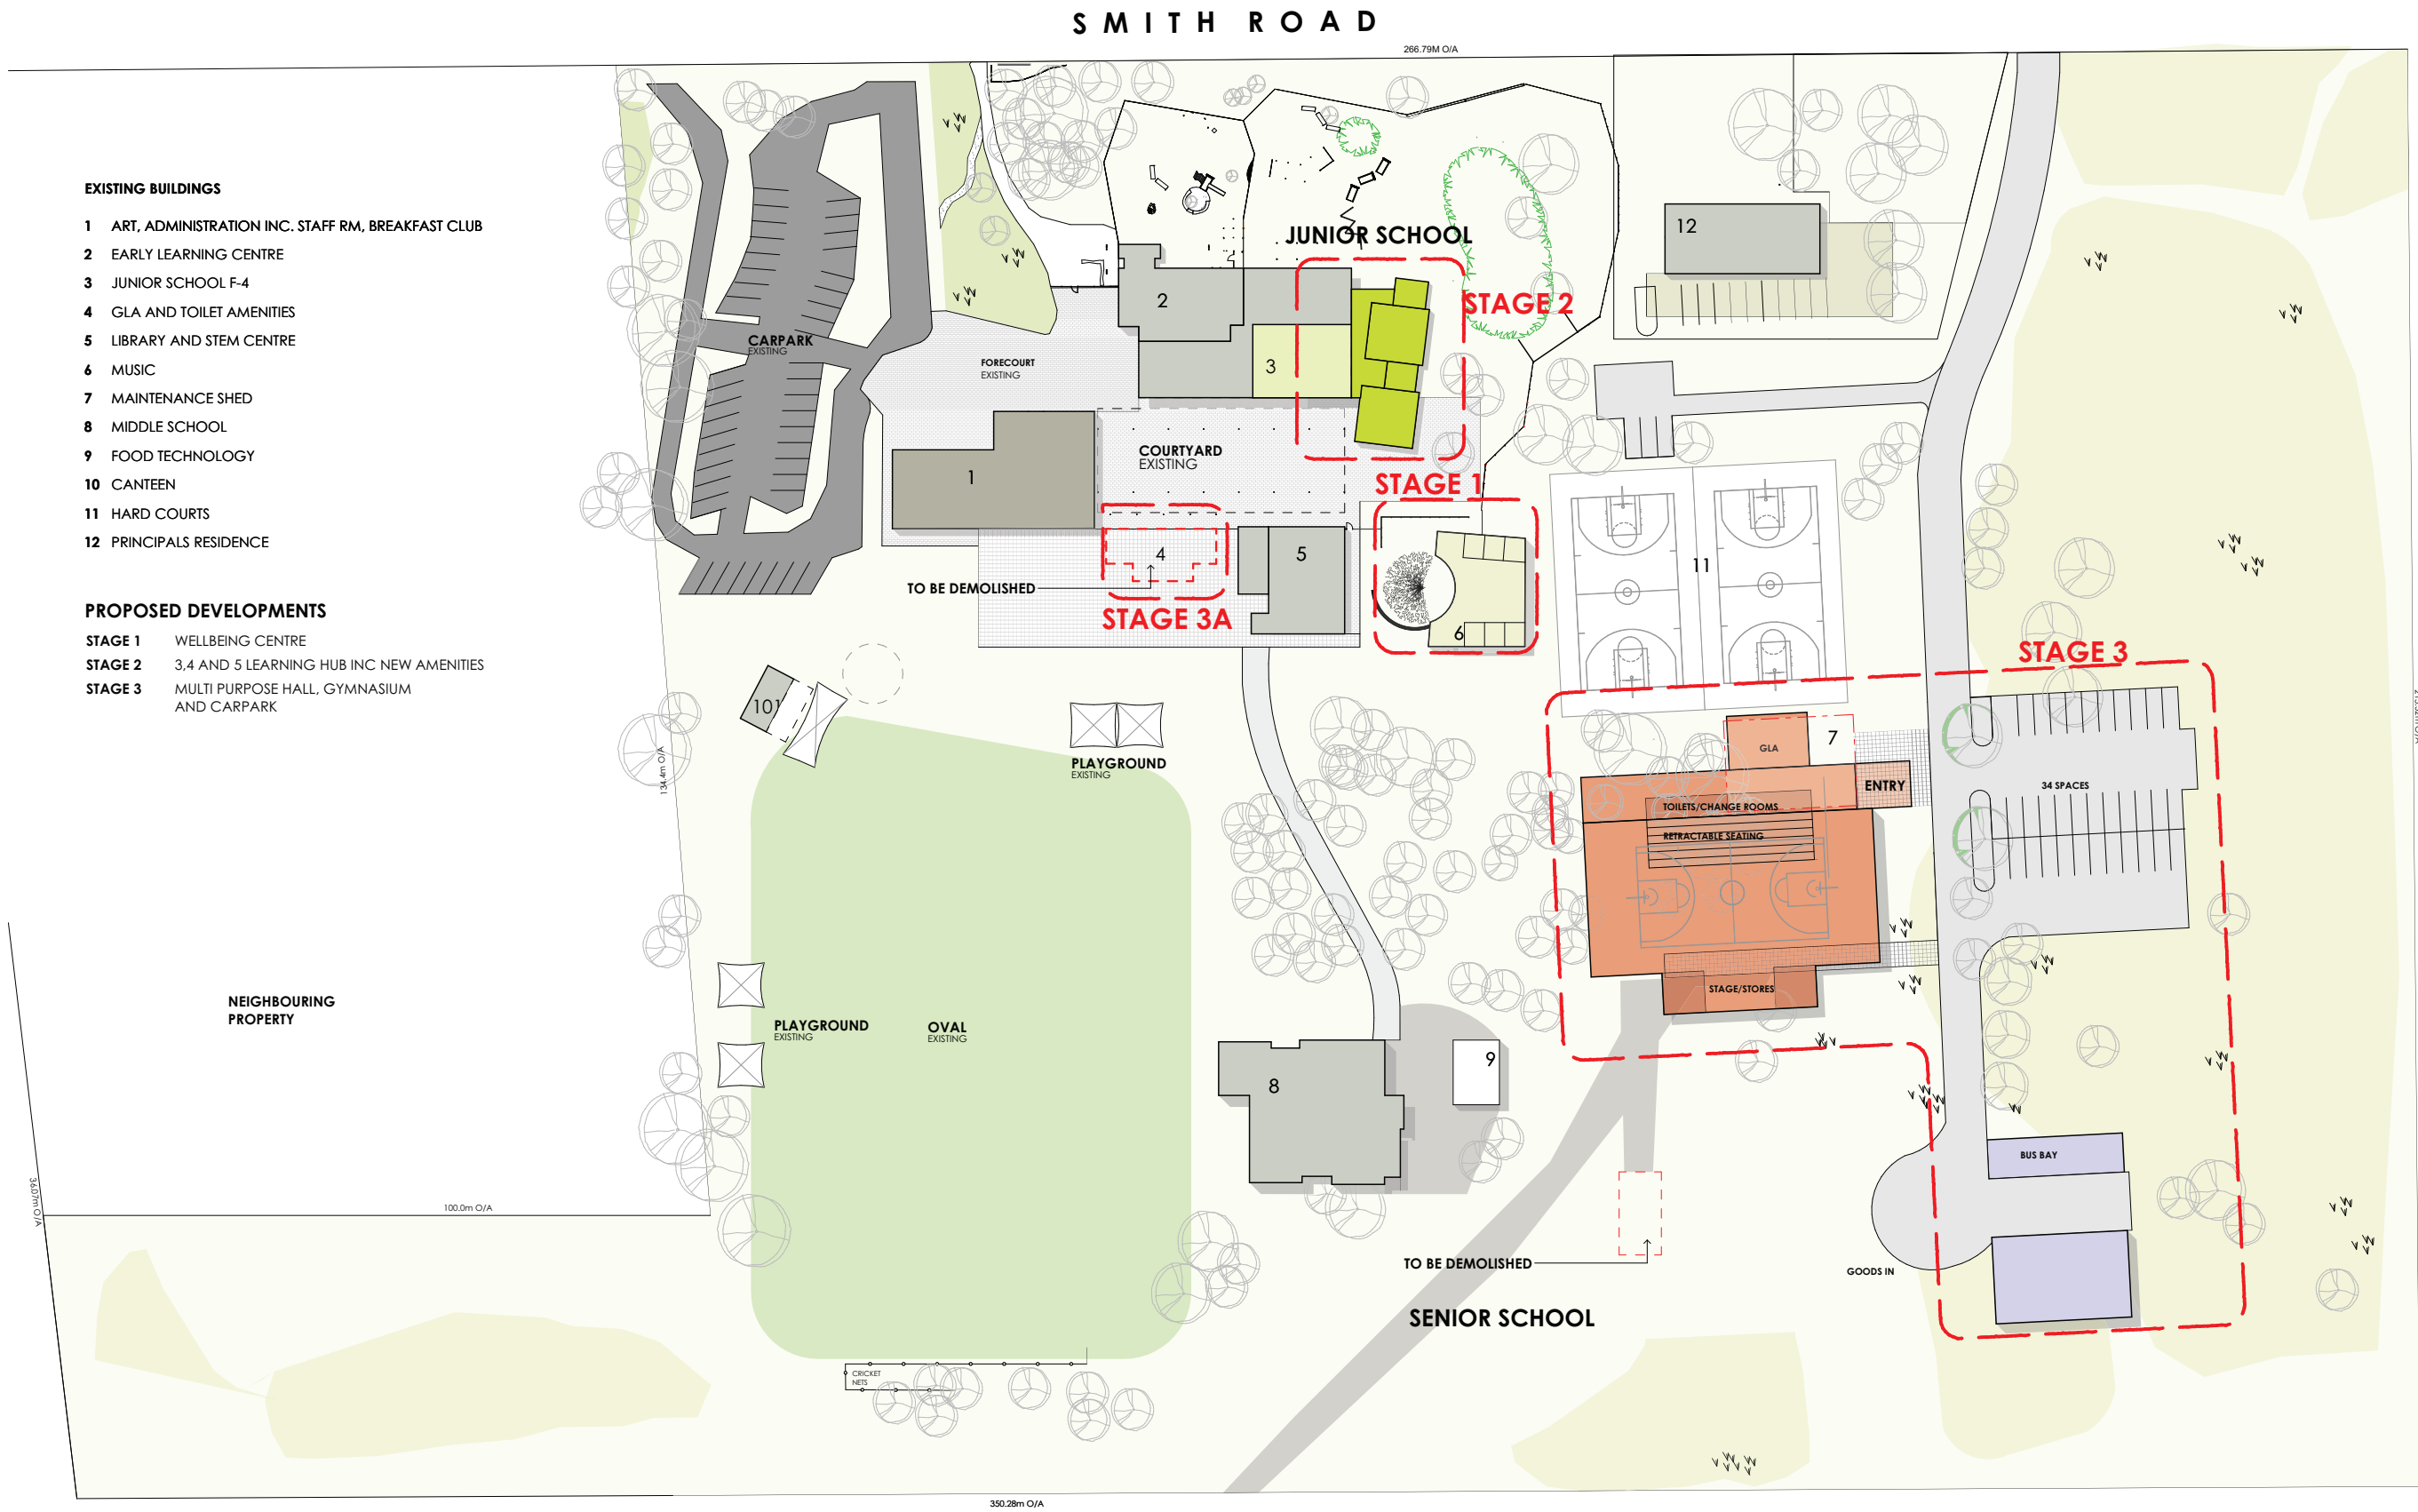 SMITH ROAD
266.79M O/A
EXISTING BUILDINGS
1 ART, ADMINISTRATION INC. STAFF RM, BREAKFAST CLUB
2 EARLY LEARNING CENTRE
3 JUNIOR SCHOOL F-4
4 GLA AND TOILET AMENITIES
5 LIBRARY AND STEM CENTRE
6 MUSIC
7 MAINTENANCE SHED
8 MIDDLE SCHOOL
9 FOOD TECHNOLOGY
10 CANTEEN
11 HARD COURTS
12 PRINCIPALS RESIDENCE
PROPOSED DEVELOPMENTS
STAGE 1 WELLBEING CENTRE
STAGE 2 3,4 AND 5 LEARNING HUB INC NEW AMENITIES
STAGE 3 MULTI PURPOSE HALL, GYMNASIUM
AND CARPARK
JUNIOR SCHOOL
12
2
STAGE 2
CARPARK
EXISTING
FORECOURT
EXISTING
3
COURTYARD
EXISTING
1
STAGE 1
4
5
11
TO BE DEMOLISHED
STAGE 3A
6
STAGE 3
101
134.4m O/A
PLAYGROUND
EXISTING
GLA
7
ENTRY
34 SPACES
TOILETS/CHANGE ROOMS
RETRACTABLE SEATING
STAGE/STORES
NEIGHBOURING
PROPERTY
PLAYGROUND
EXISTING
OVAL
EXISTING
8
9
BUS BAY
36.07m O/A
100.0m O/A
TO BE DEMOLISHED
GOODS IN
SENIOR SCHOOL
CRICKET
NETS
350.28m O/A